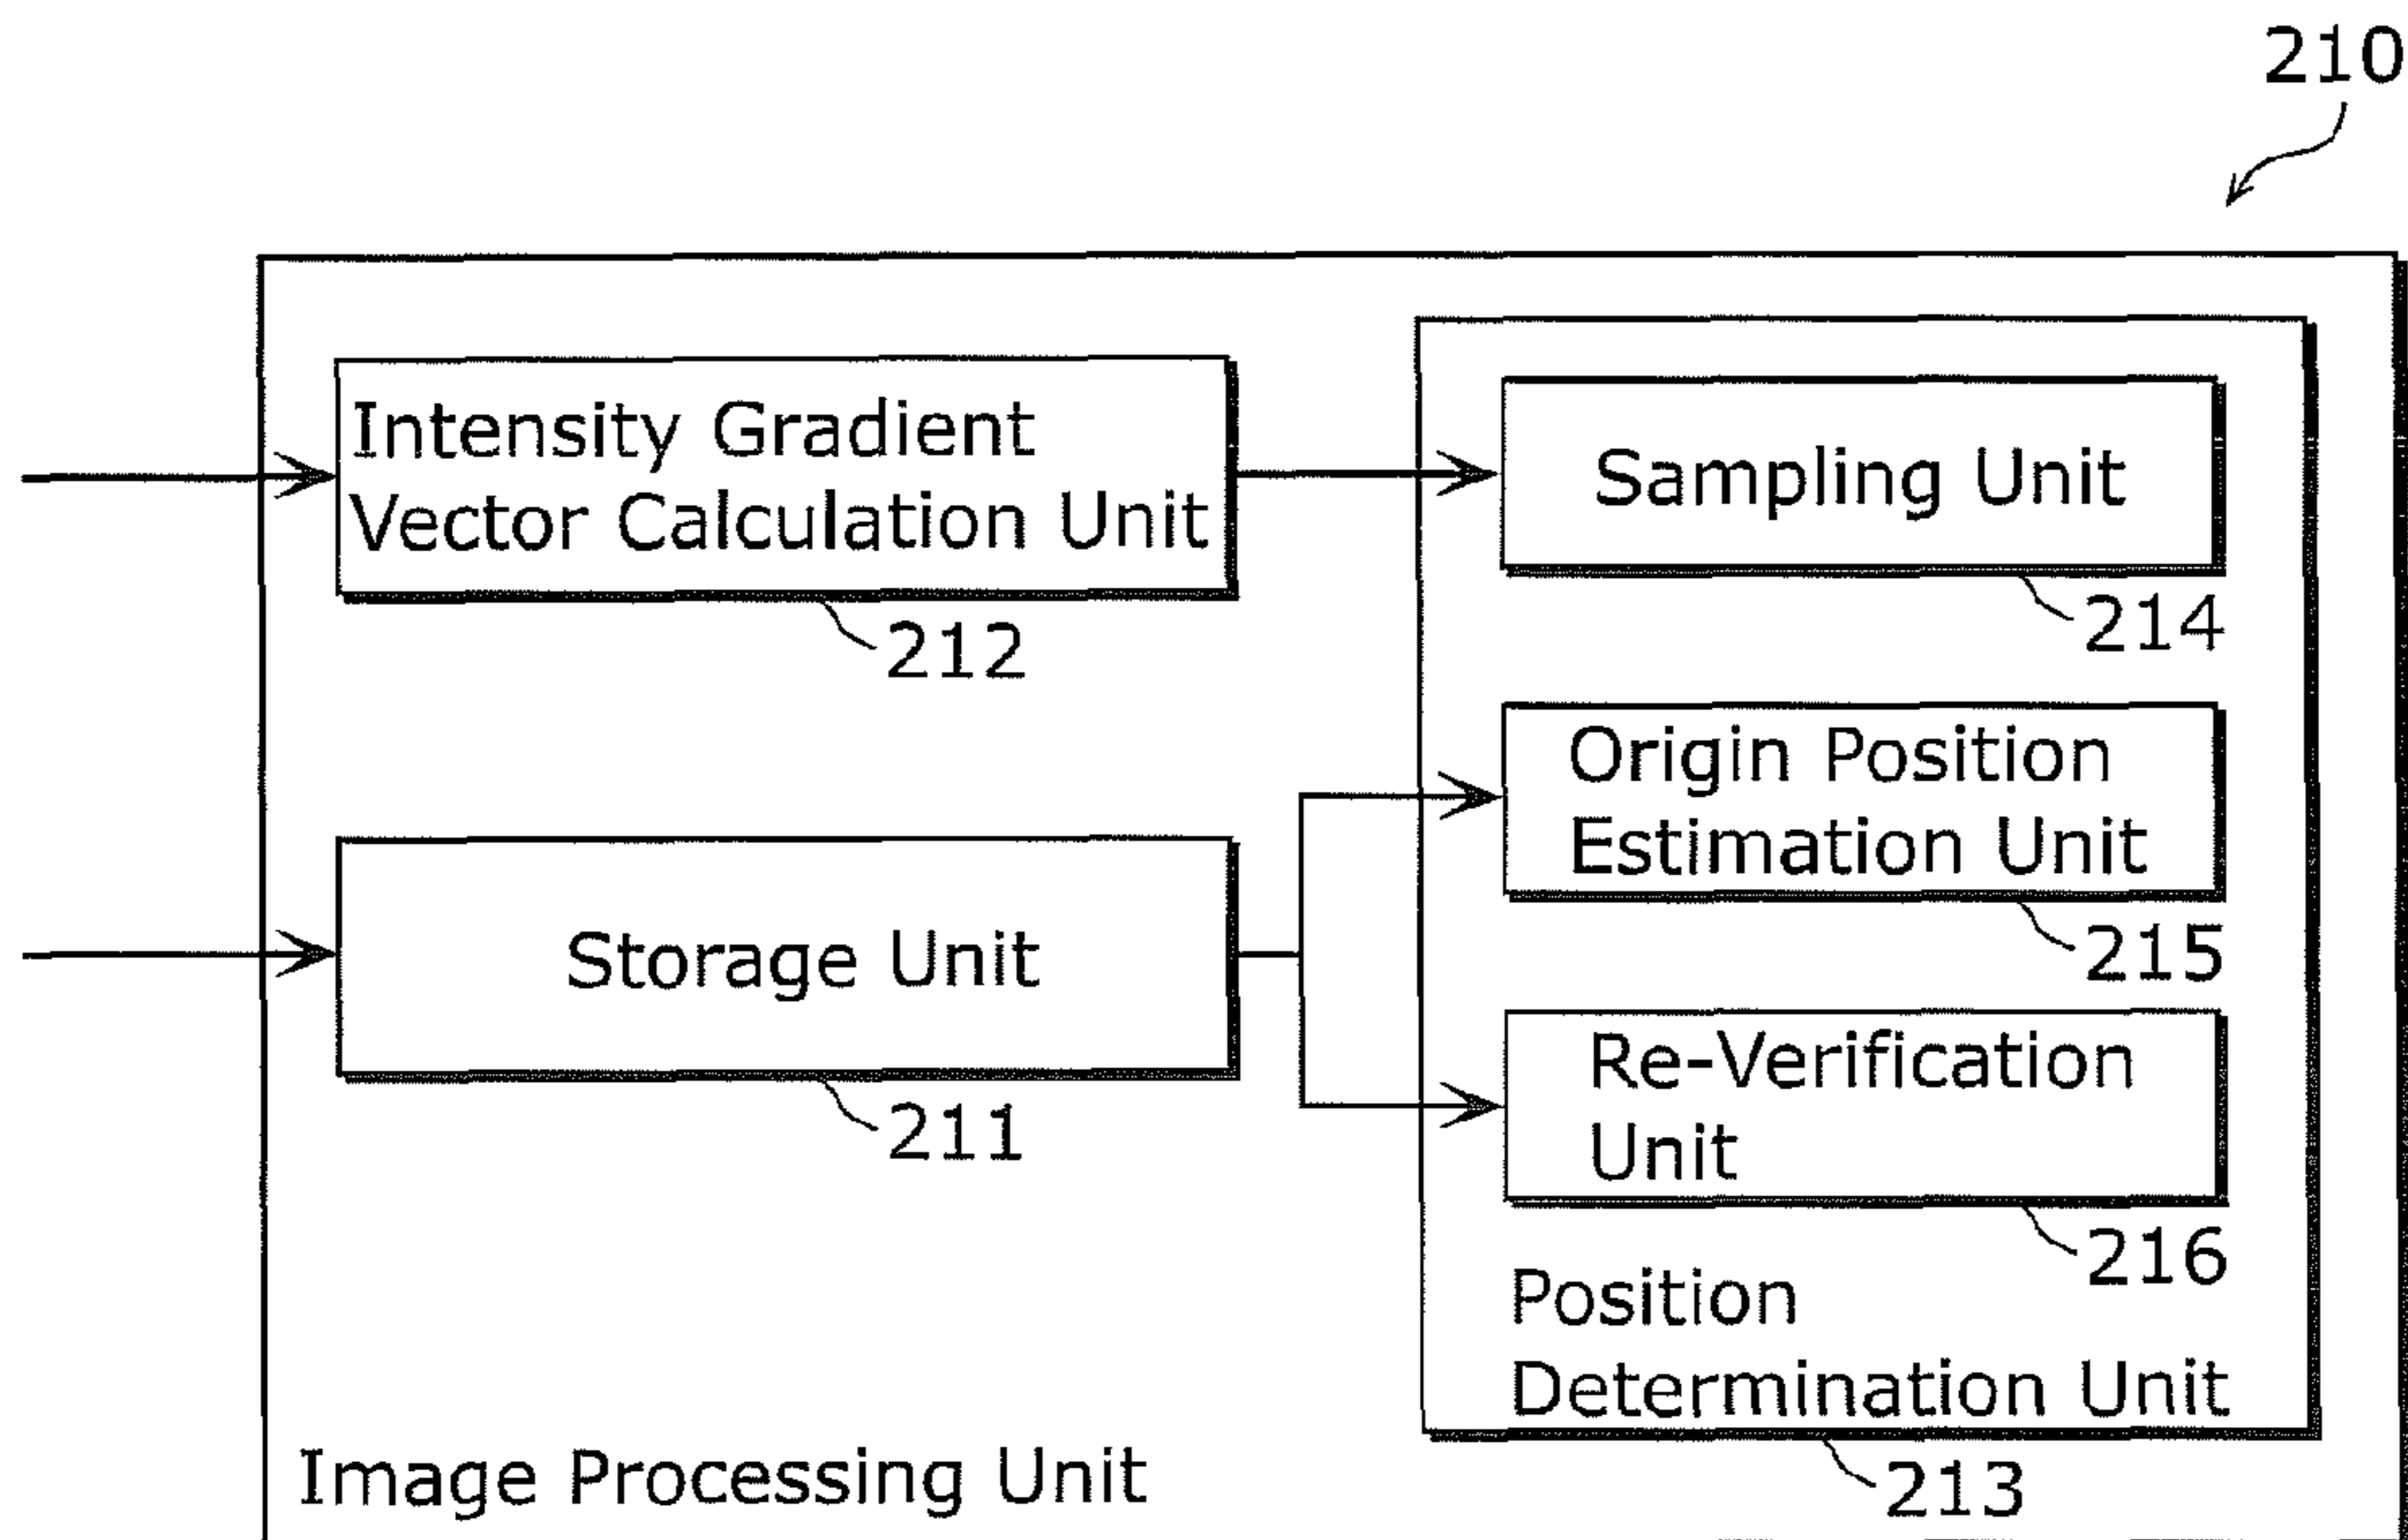 210
Intensity Gradient
Vector Calculation Unit
212
Sampling Unit
214
Origin Position
Estimation Unit
215
Storage Unit
211
Re-Verification
Unit
216
Position
Determination Unit
213
Image Processing Unit